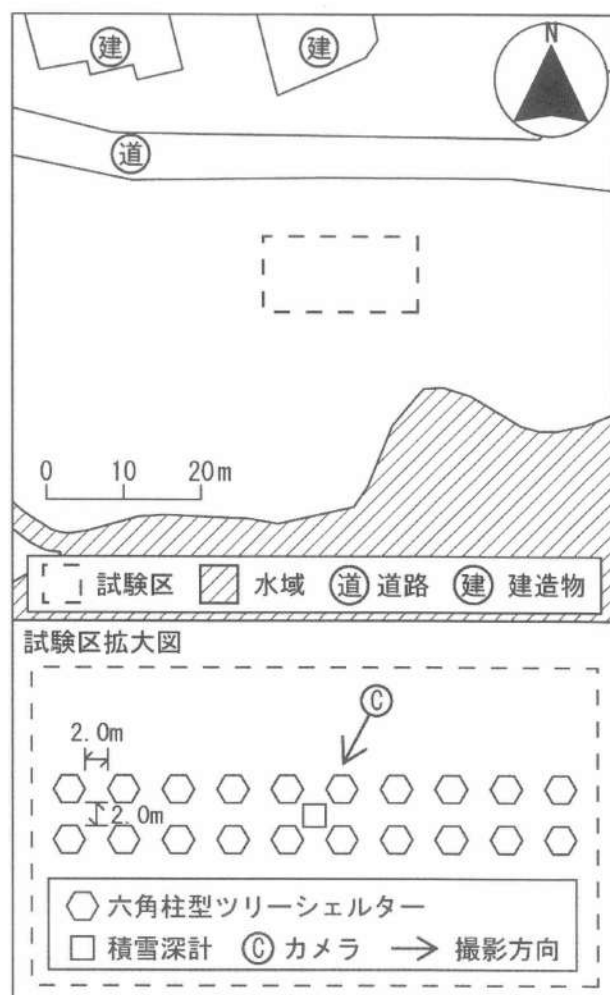 建
建
N
道
0 10 20m
試験区 水域 道 道路 建 建造物
試験区拡大図
C
2.0m
2.0m
六角柱型ツリーシェルター
積雪深計 C カメラ 撮影方向